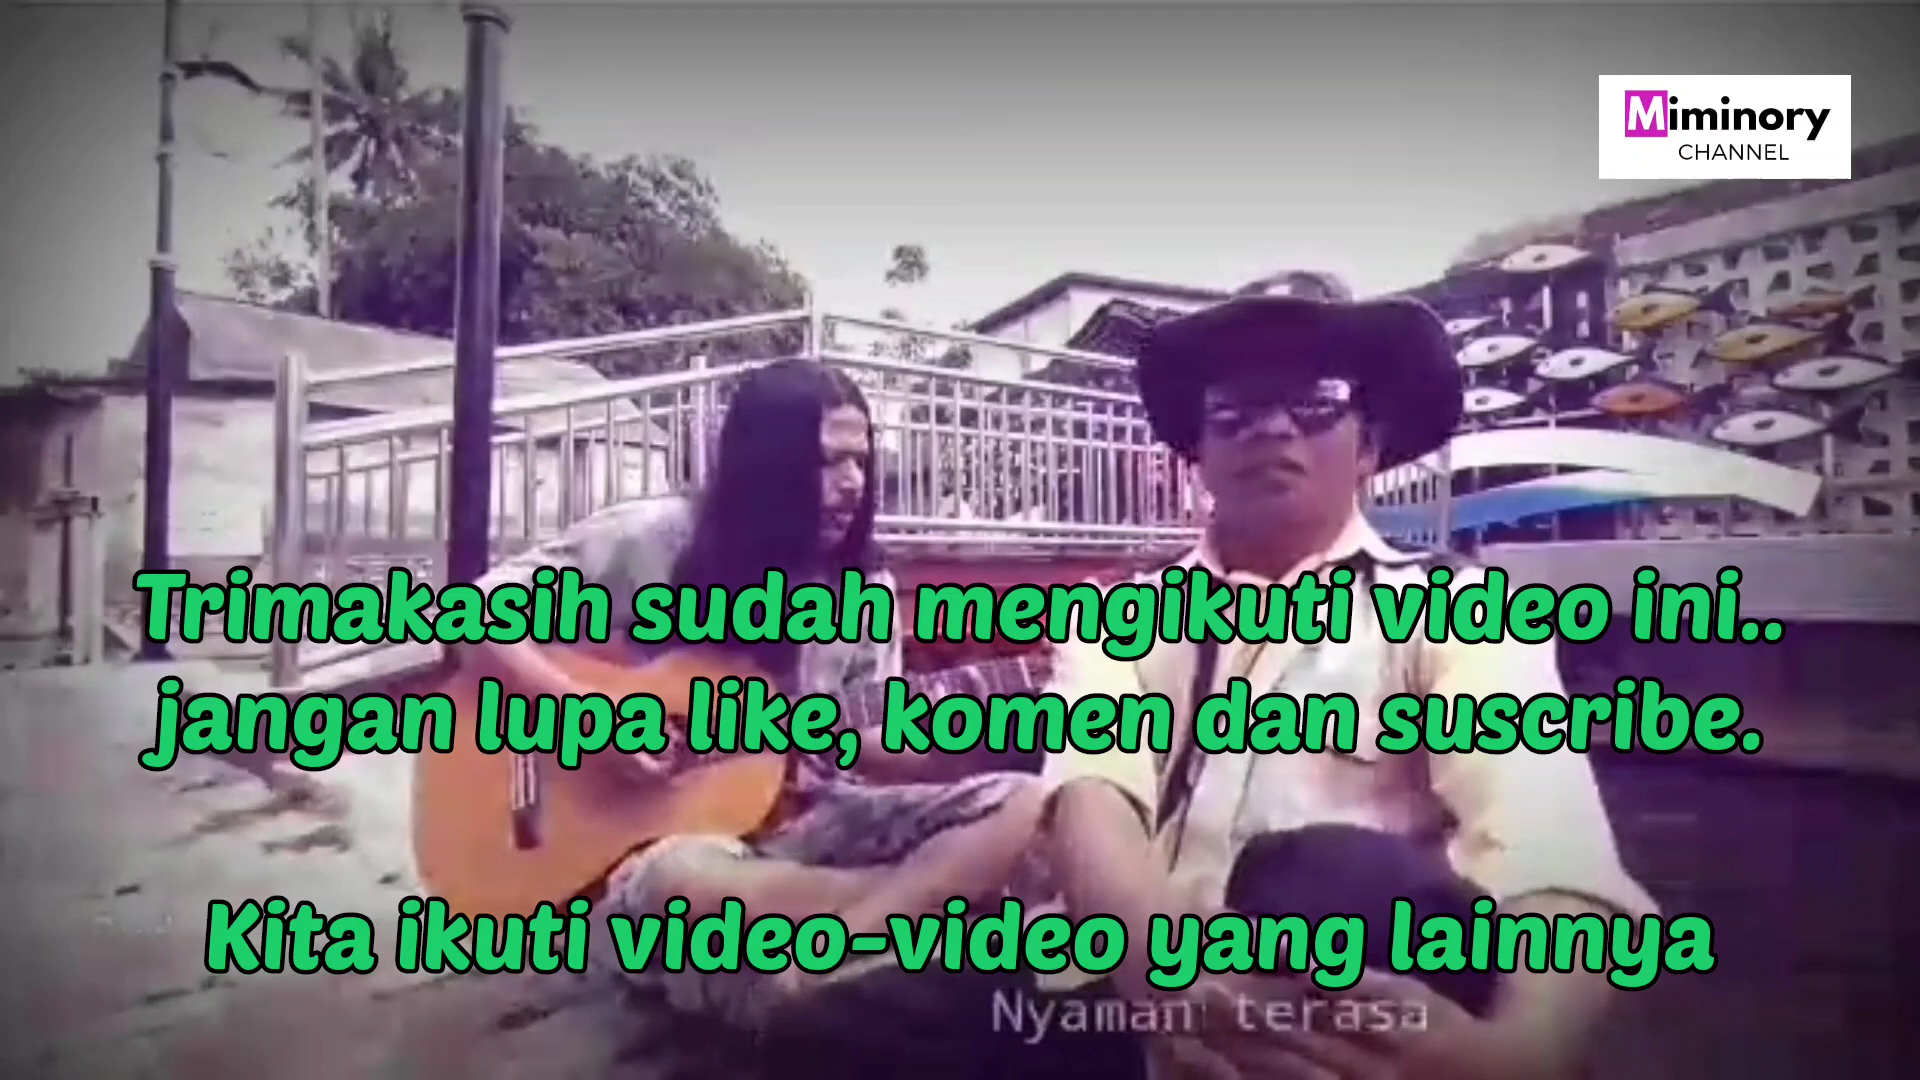 Miminory
CHANNEL
Trimakasih sudah mengikuti video ini..
jangan lupa like, komen dan suscribe.
Kita ikuti video-video yang lainnya
Nyaman terasa